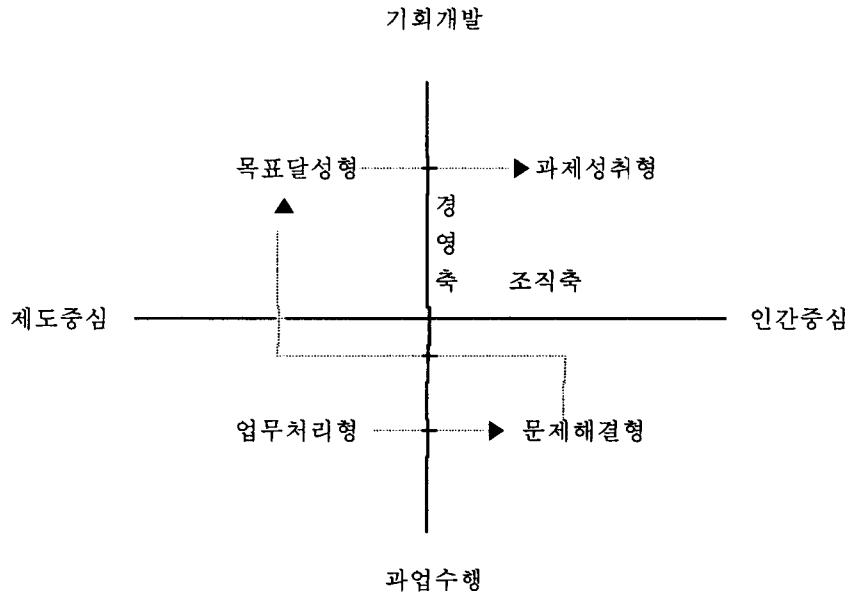 기회개발
목표달성형 과제성취형
경
영
축 조직축
제도중심 인간중심
업무처리형 문제해결형
과업수행